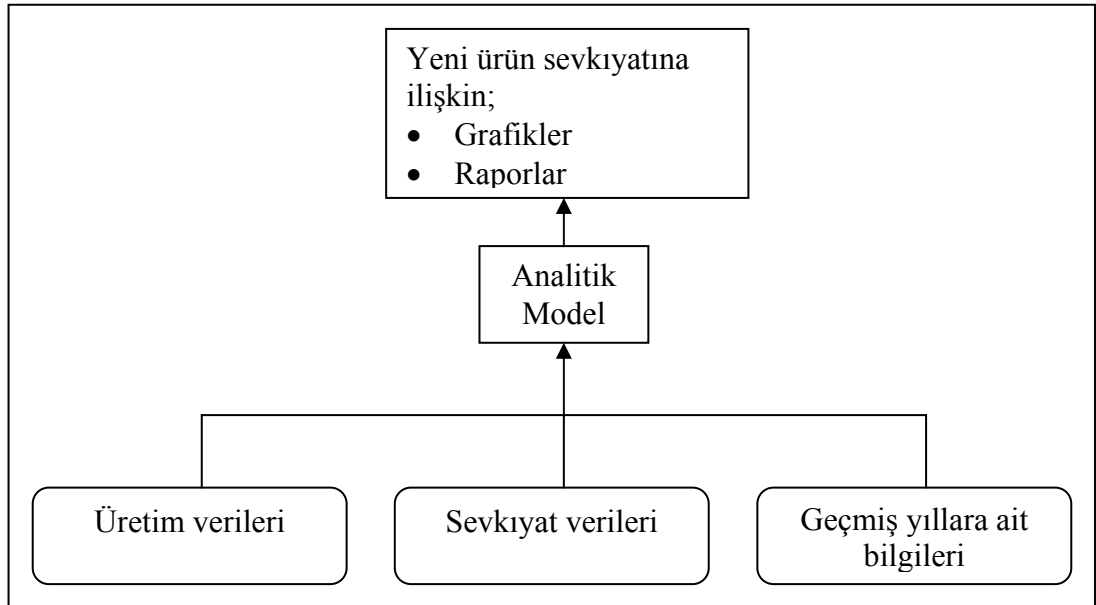 Yeni ürün sevkıyatına
ilişkin;
• Grafikler
• Raporlar
Analitik
Model
Üretim verileri
Sevkıyat verileri
Geçmiş yıllara ait
bilgileri